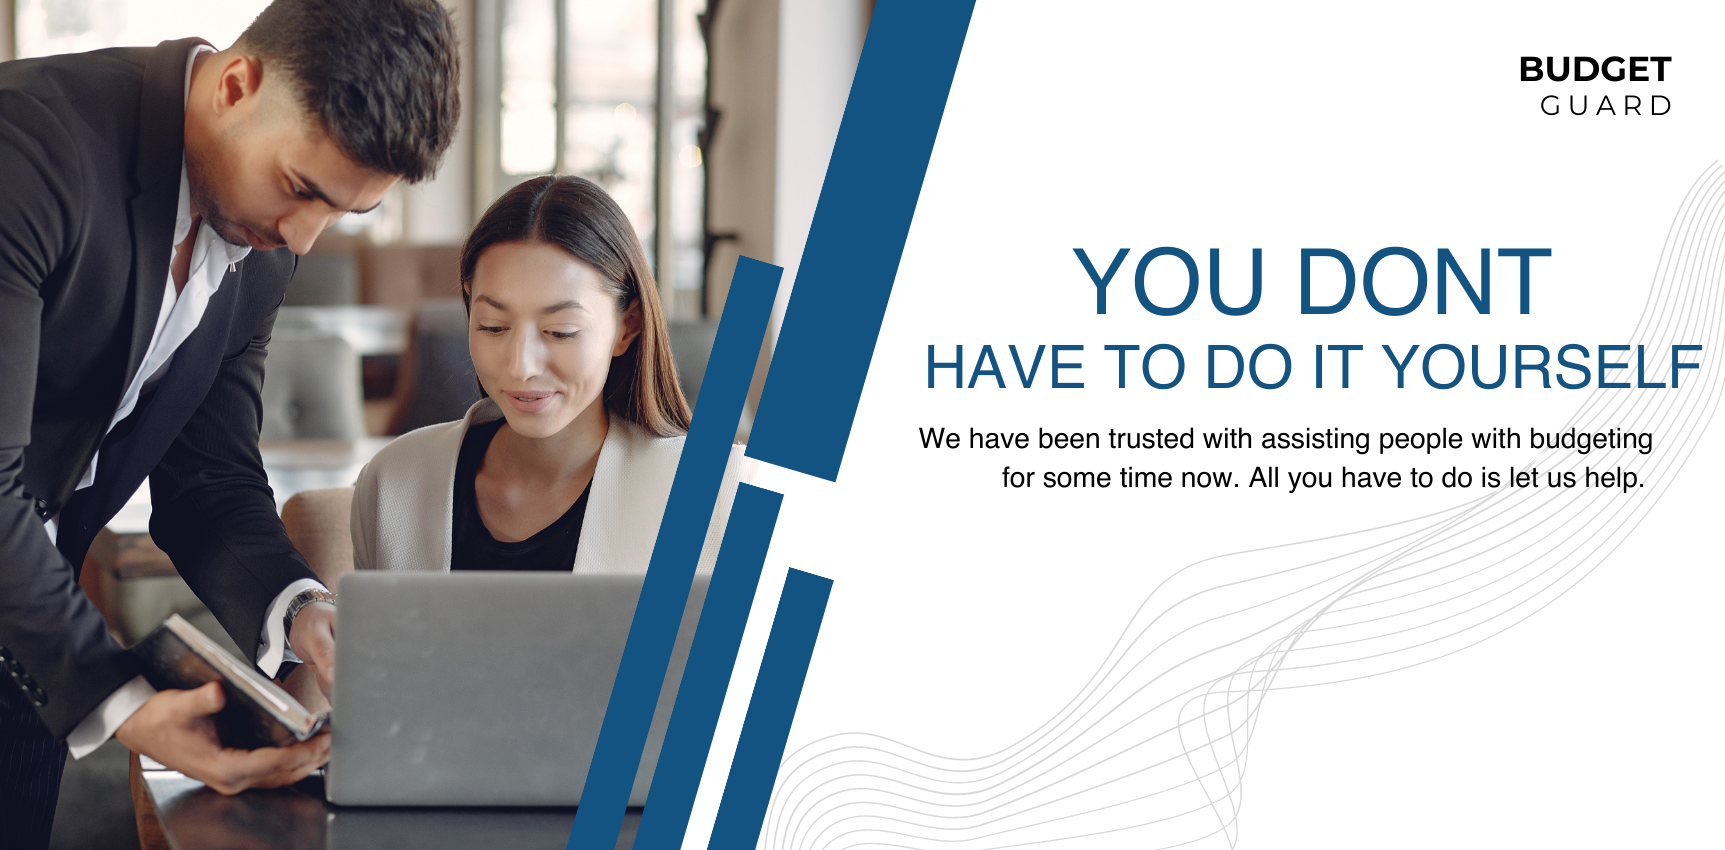 BUDGET
GUARD
YOU DONT
HAVE TO DO IT YOURSELF
We have been trusted with assisting people with budgeting
for some time now. All you have to do is let us help.